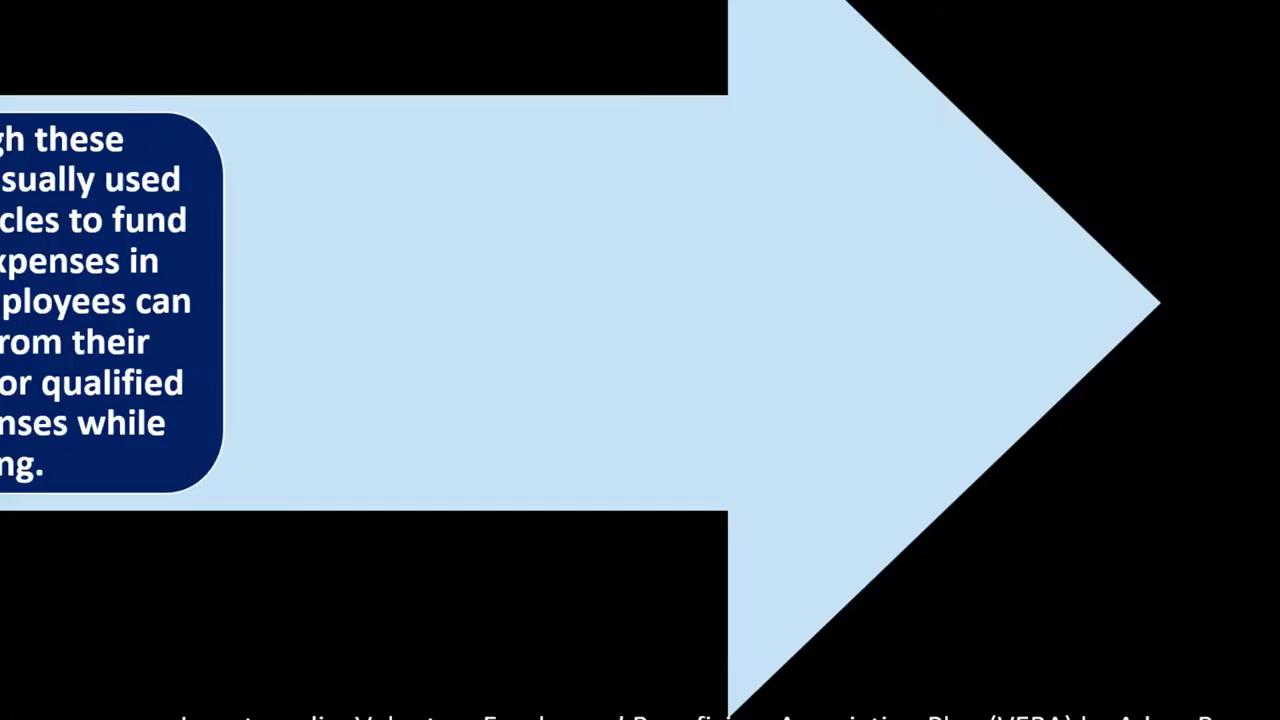 gh these
sually used
cles to fund
xpenses in
ployees can
rom their
or qualified
nses while
ng.